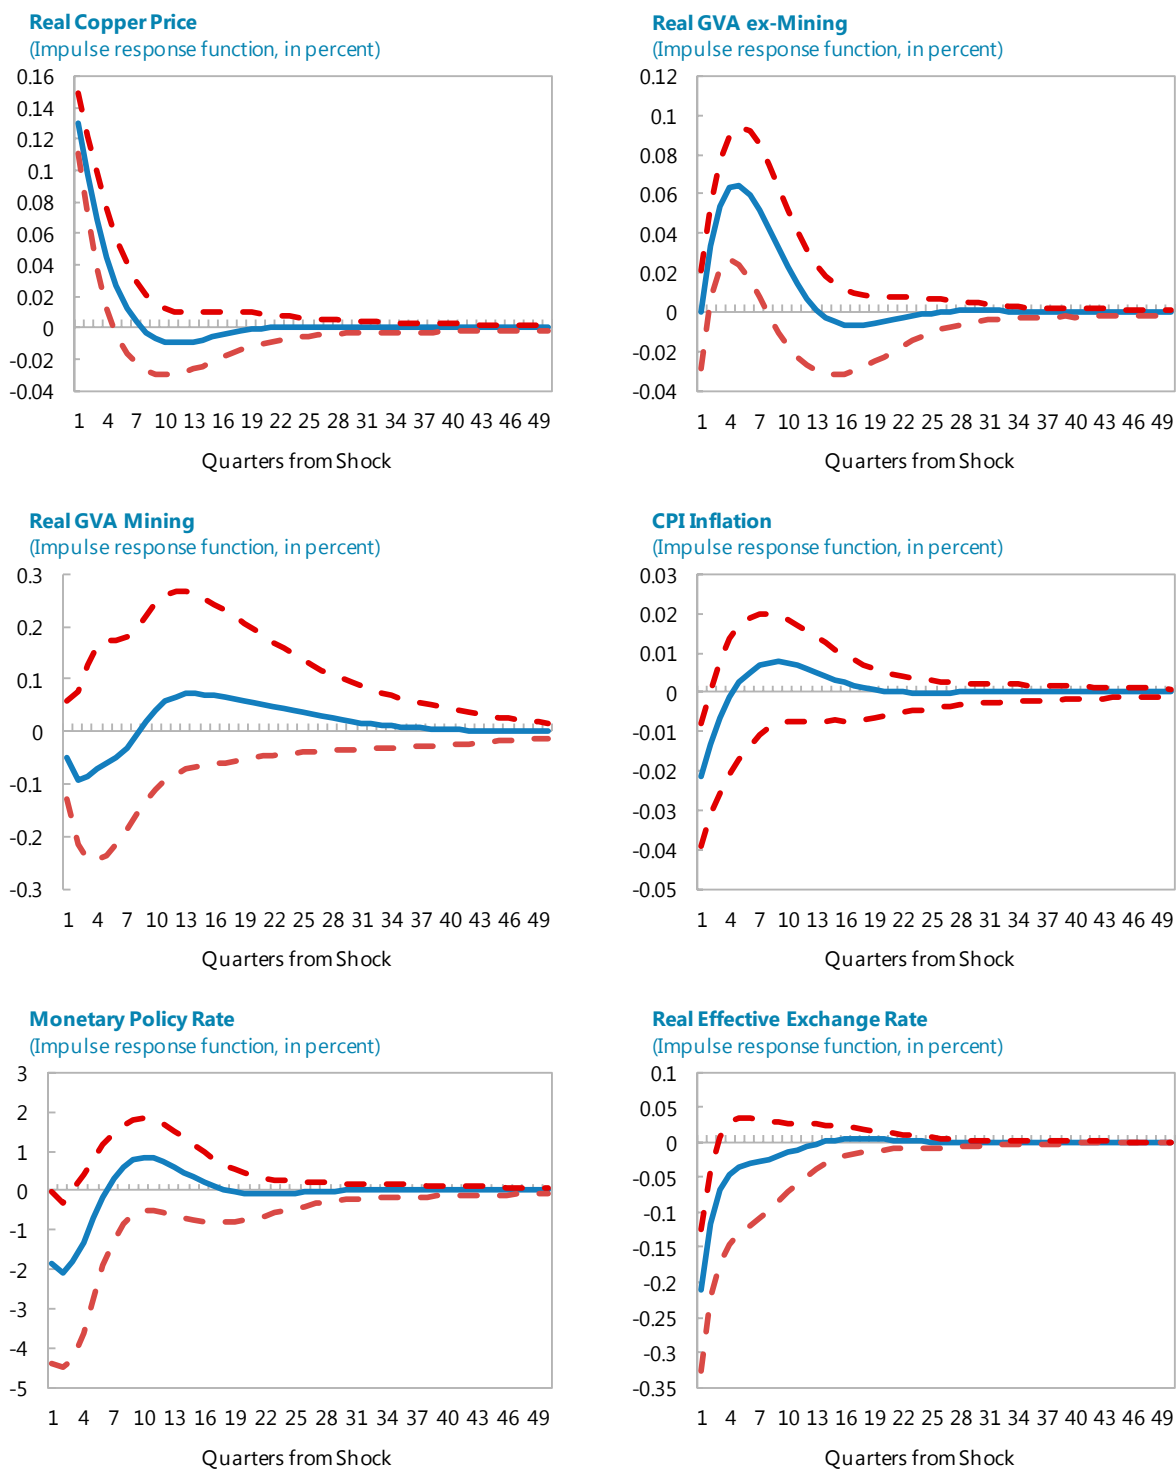 Real Copper Price
(Impulse response function, in percent)
0.16
0.14
0.12
0.1
0.08
0.06
0.04
0.02
0
-0.02
-0.04
1 4 7 10 13 16 19 22 25 28 31 34 37 40 43 46 49
Quarters from Shock
Real GVA ex-Mining
(Impulse response function, in percent)
0.12
0.1
0.08
0.06
0.04
0.02
0
-0.02
-0.04
1 4 7 10 13 16 19 22 25 28 31 34 37 40 43 46 49
Quarters from Shock
Real GVA Mining
(Impulse response function, in percent)
0.3
0.2
0.1
0
-0.1
-0.2
-0.3
1 4 7 10 13 16 19 22 25 28 31 34 37 40 43 46 49
Quarters from Shock
CPI Inflation
(Impulse response function, in percent)
0.03
0.02
0.01
0
-0.01
-0.02
-0.03
-0.04
-0.05
1 4 7 10 13 16 19 22 25 28 31 34 37 40 43 46 49
Quarters from Shock
Monetary Policy Rate
(Impulse response function, in percent)
3
2
1
0
-1
-2
-3
-4
-5
1 4 7 10 13 16 19 22 25 28 31 34 37 40 43 46 49
Quarters from Shock
Real Effective Exchange Rate
(Impulse response function, in percent)
0.1
0.05
0
-0.05
-0.1
-0.15
-0.2
-0.25
-0.3
-0.35
1 4 7 10 13 16 19 22 25 28 31 34 37 40 43 46 49
Quarters from Shock